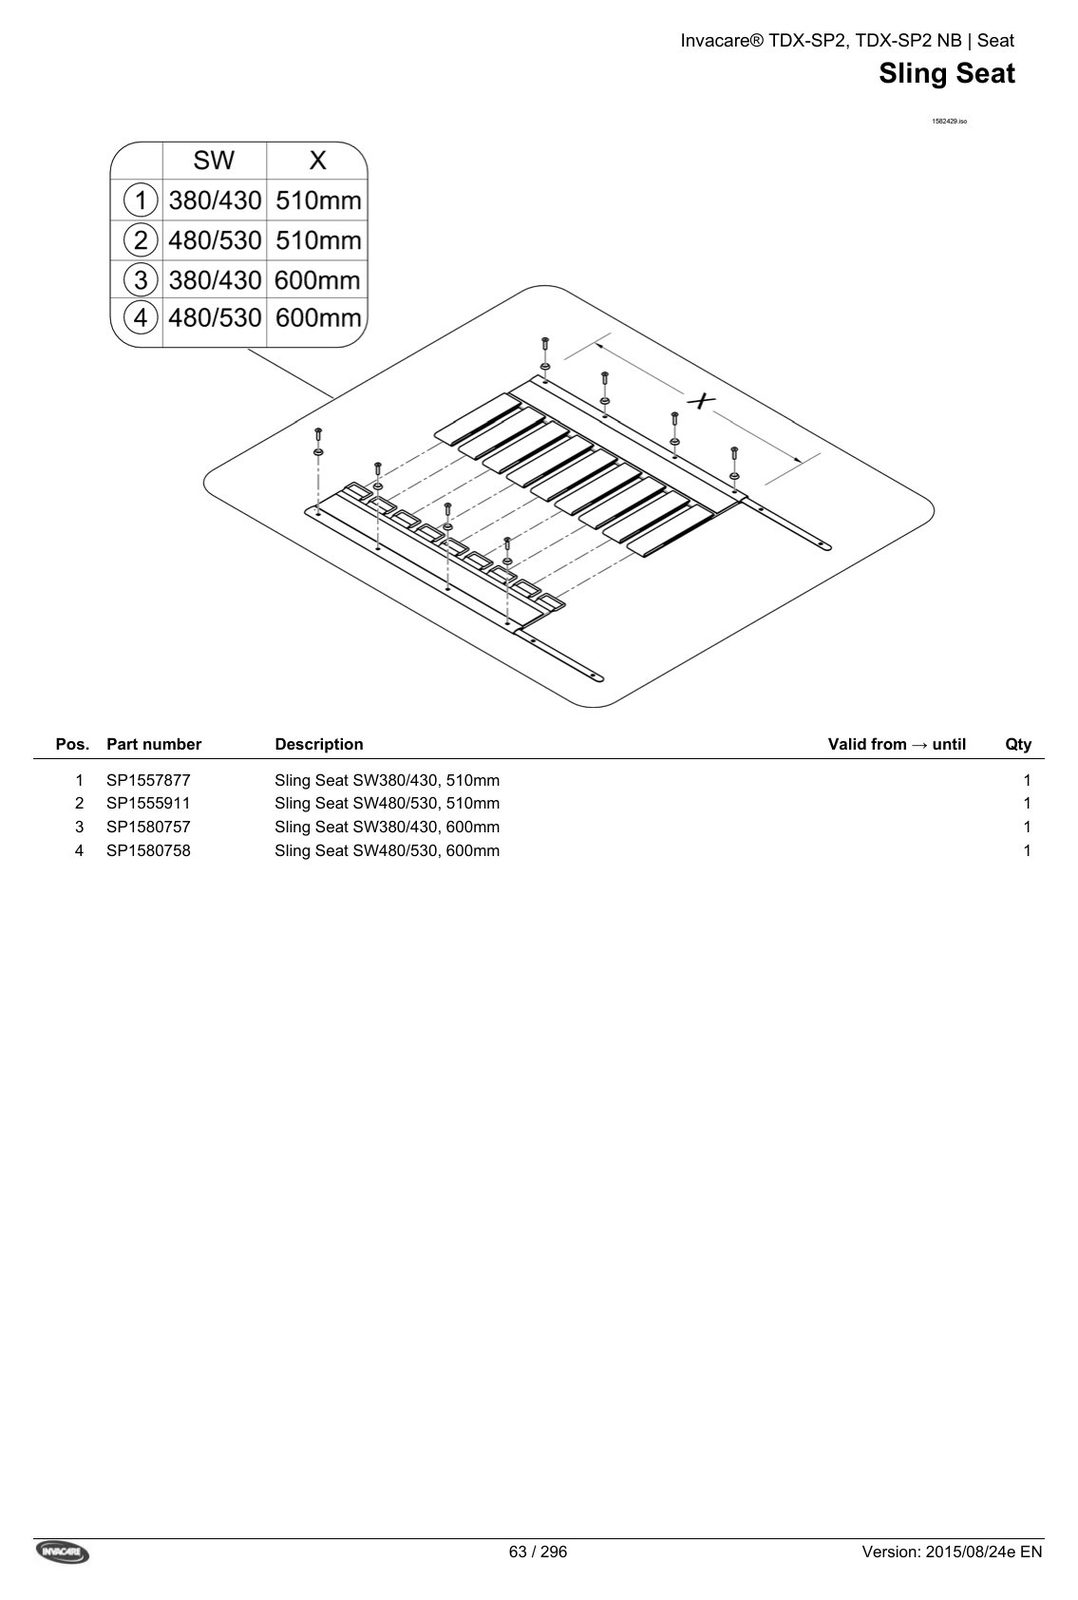 Invacare® TDX-SP2, TDX-SP2 NB | Seat
Sling Seat
1582429.iso
SW X
1 380/430 510mm
2 480/530 510mm
3 380/430 600mm
4 480/530 600mm
X
Pos. Part number Description Valid from → until Qty
1 SP1557877 Sling Seat SW380/430, 510mm 1
2 SP1555911 Sling Seat SW480/530, 510mm 1
3 SP1580757 Sling Seat SW380/430, 600mm 1
4 SP1580758 Sling Seat SW480/530, 600mm 1
INVACARE 63 / 296 Version: 2015/08/24e EN